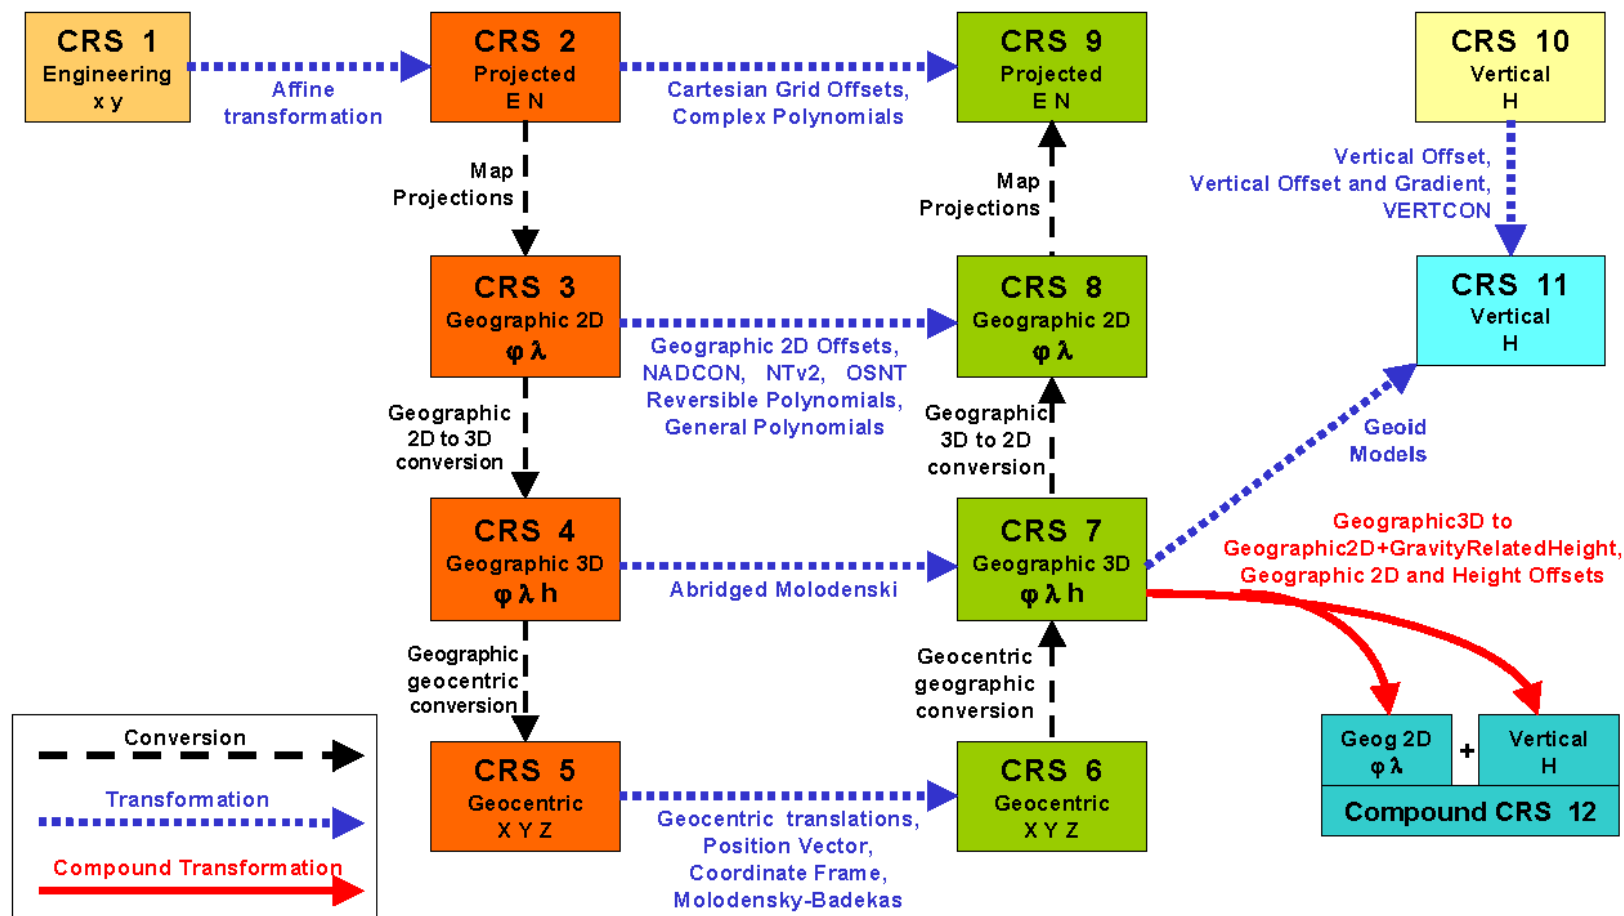 CRS 1
Engineering
x y
Affine
transformation
CRS 2
Projected
E N
Cartesian Grid Offsets,
Complex Polynomials
CRS 9
Projected
E N
CRS 10
Vertical
H
Map
Projections
Map
Projections
Vertical Offset,
Vertical Offset and Gradient,
VERTCON
CRS 3
Geographic 2D
φ λ
Geographic 2D Offsets,
NADCON, NTv2, OSNT
Reversible Polynomials,
General Polynomials
CRS 8
Geographic 2D
φ λ
CRS 11
Vertical
H
Geographic
2D to 3D
conversion
Geographic
3D to 2D
conversion
Geoid
Models
CRS 4
Geographic 3D
φ λ h
Abridged Molodenski
CRS 7
Geographic 3D
φ λ h
Geographic3D to
Geographic2D+GravityRelatedHeight,
Geographic 2D and Height Offsets
Geographic
geocentric
conversion
Geocentric
geographic
conversion
CRS 5
Geocentric
X Y Z
Geocentric translations,
Position Vector,
Coordinate Frame,
Molodensky-Badekas
CRS 6
Geocentric
X Y Z
Geog 2D
φ λ
+
Vertical
H
Compound CRS 12
Conversion
Transformation
Compound Transformation